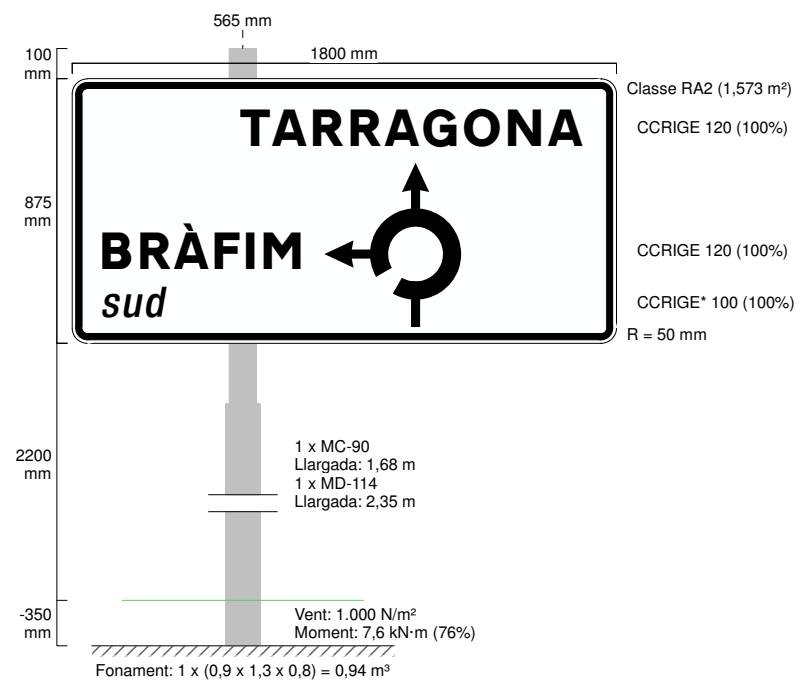 565 mm
100
mm
1800 mm
Classe RA2 (1,573 m²)
TARRAGONA
CCRIGE 120 (100%)
875
mm
BRÀFIM
CCRIGE 120 (100%)
sud
CCRIGE* 100 (100%)
R = 50 mm
2200
mm
1 x MC-90
Llargada: 1,68 m
1 x MD-114
Llargada: 2,35 m
-350
mm
Vent: 1.000 N/m²
Moment: 7,6 kN·m (76%)
Fonament: 1 x (0,9 x 1,3 x 0,8) = 0,94 m³